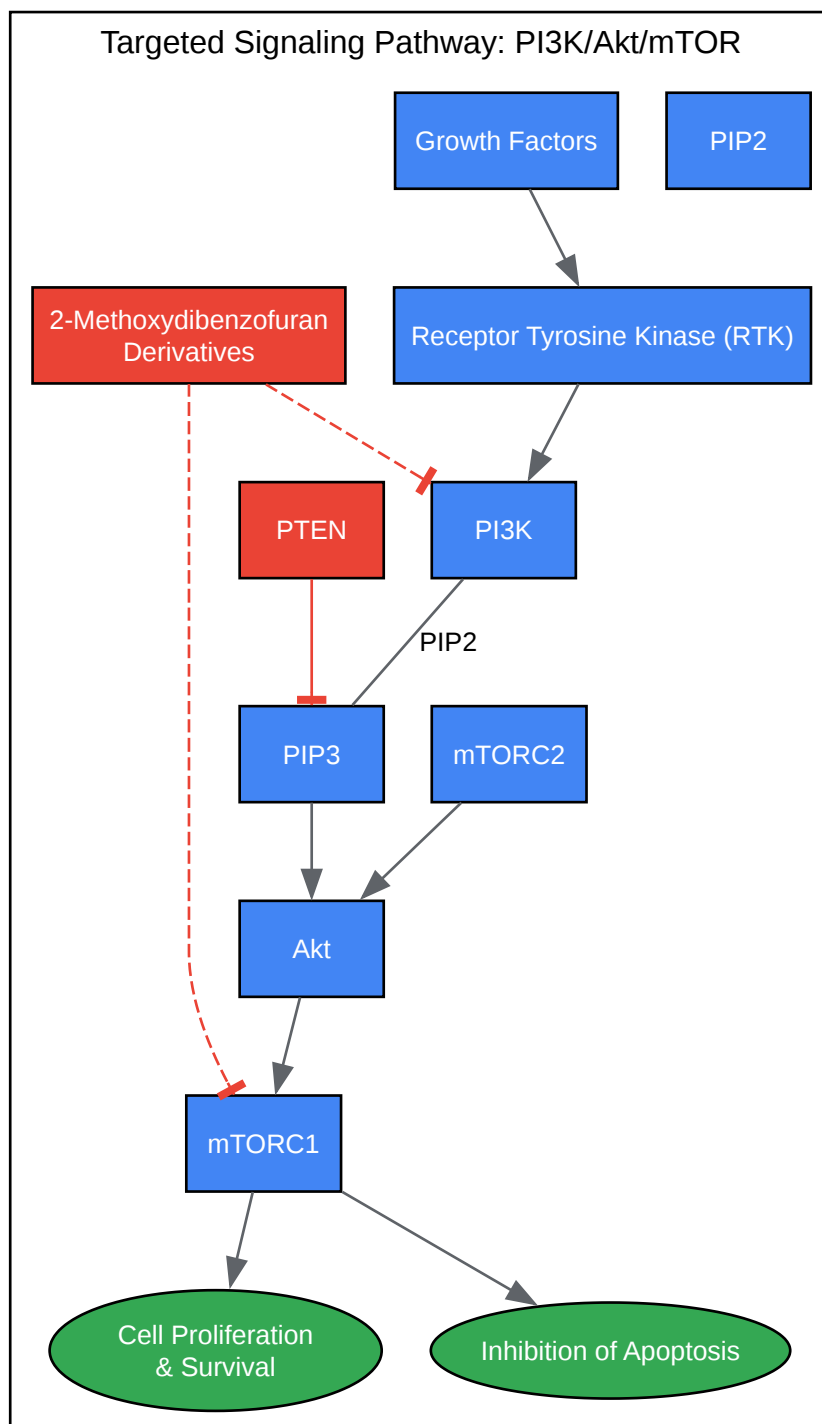 Targeted Signaling Pathway: PI3K/Akt/mTOR
Growth Factors
PIP2
2-Methoxydibenzofuran
Derivatives
Receptor Tyrosine Kinase (RTK)
PTEN
PI3K
PIP2
PIP3
mTORC2
Akt
mTORC1
Cell Proliferation
& Survival
Inhibition of Apoptosis